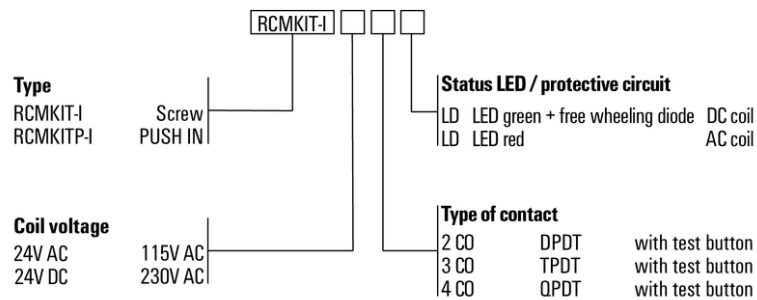 RCMKIT-I
Type
RCMKIT-I Screw
RCMKITP-I PUSH IN
Status LED / protective circuit
LD LED green + free wheeling diode DC coil
LD LED red AC coil
Coil voltage
24V AC 115V AC
24V DC 230V AC
Type of contact
2 CO DPDT with test button
3 CO TPDT with test button
4 CO QPDT with test button